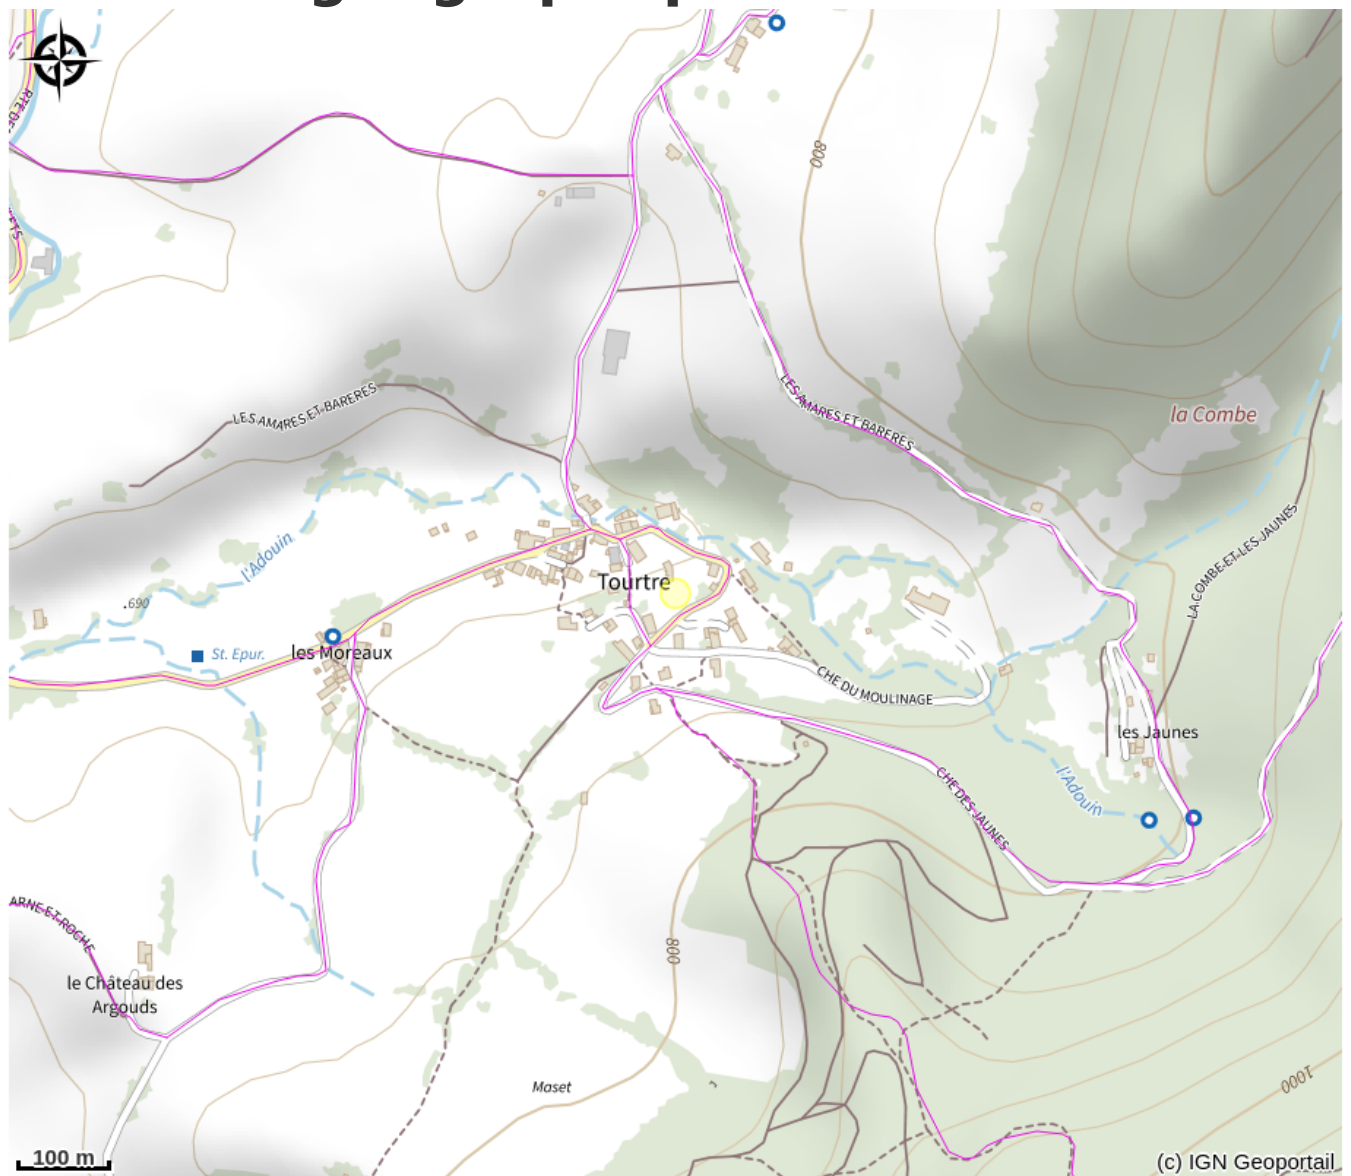 800
LES AMARES ET BARERES
LES AMARES ET BARERES
la Combe
LA COMBE ET LES JAUNES
l'Adouin
Tourtre
.690
St. Epur.
les Moreaux
CHE DU MOULINAGE
les Jaunes
l'Adouin
CHE DES JAUNES
ARNE ET ROCHE
800
le Château des
Argouds
Maset
1000
100 m
(c) IGN Geoportail